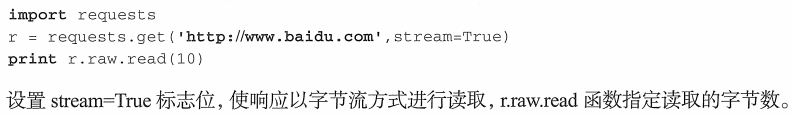 import requests
r = requests.get('http://www.baidu.com',stream=True)
print r.raw.read(10)
设置 stream=True 标志位，使响应以字节流方式进行读取，r.raw.read 函数指定读取的字节数。